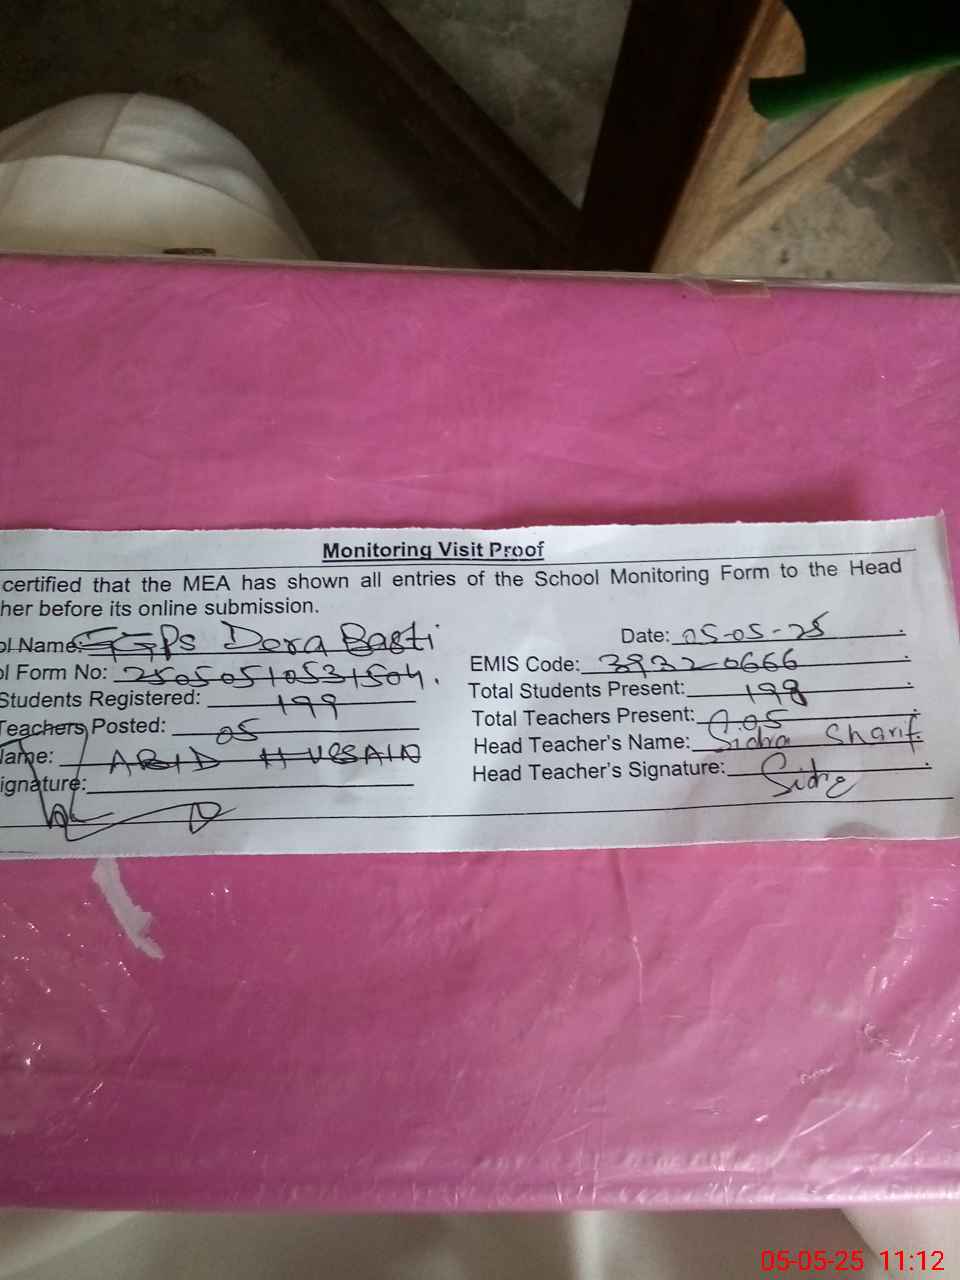 Monitoring Visit Proof
certified that the MEA has shown all entries of the School Monitoring Form to the Head
her before its online submission.
ol Name: GGPS Dera Basti Date: 05-05-25
ol Form No: 25050510531504. EMIS Code: 39320666
Students Registered: 199 Total Students Present: 198
Teachers Posted: 05 Total Teachers Present: 05
Name: ABID HUSSAIN Head Teacher's Name: Sidra Sharif
ignature: Head Teacher's Signature: Sidra
05-05-25 11:12